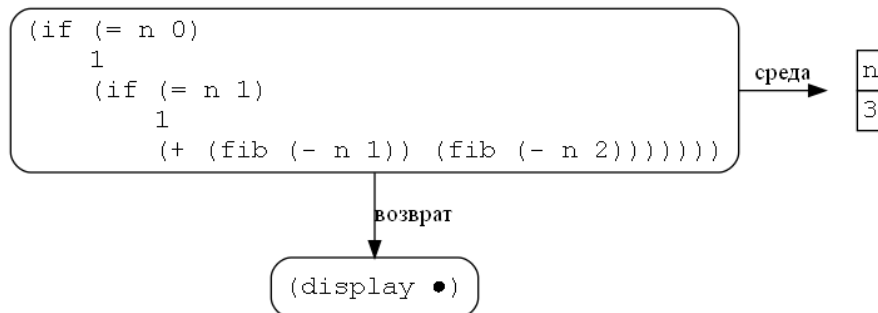 (if (= n 0)
1
(if (= n 1)
1
(+ (fib (- n 1)) (fib (- n 2)))))))
среда
n
3
возврат
(display ●)